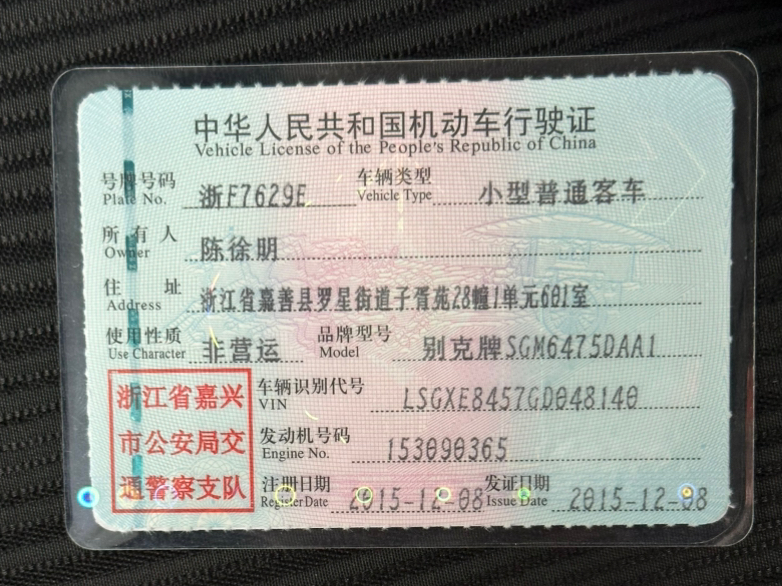 中华人民共和国机动车行驶证
Vehicle License of the People's Republic of China
号牌号码 浙F7629E 车辆类型 小型普通客车
Plate No. Vehicle Type
所有人 陈徐明
Owner
住址 浙江省嘉善县罗星街道子胥苑28幢1单元601室
Address
使用性质 非营运 品牌型号 别克牌SGM6475DAA1
Use Character Model
浙江省嘉兴
市公安局交
通警察支队
车辆识别代号 LSGXE8457GD048140
VIN
发动机号码 153090365
Engine No.
注册日期 2015-12-08 发证日期 2015-12-08
Register Date Issue Date